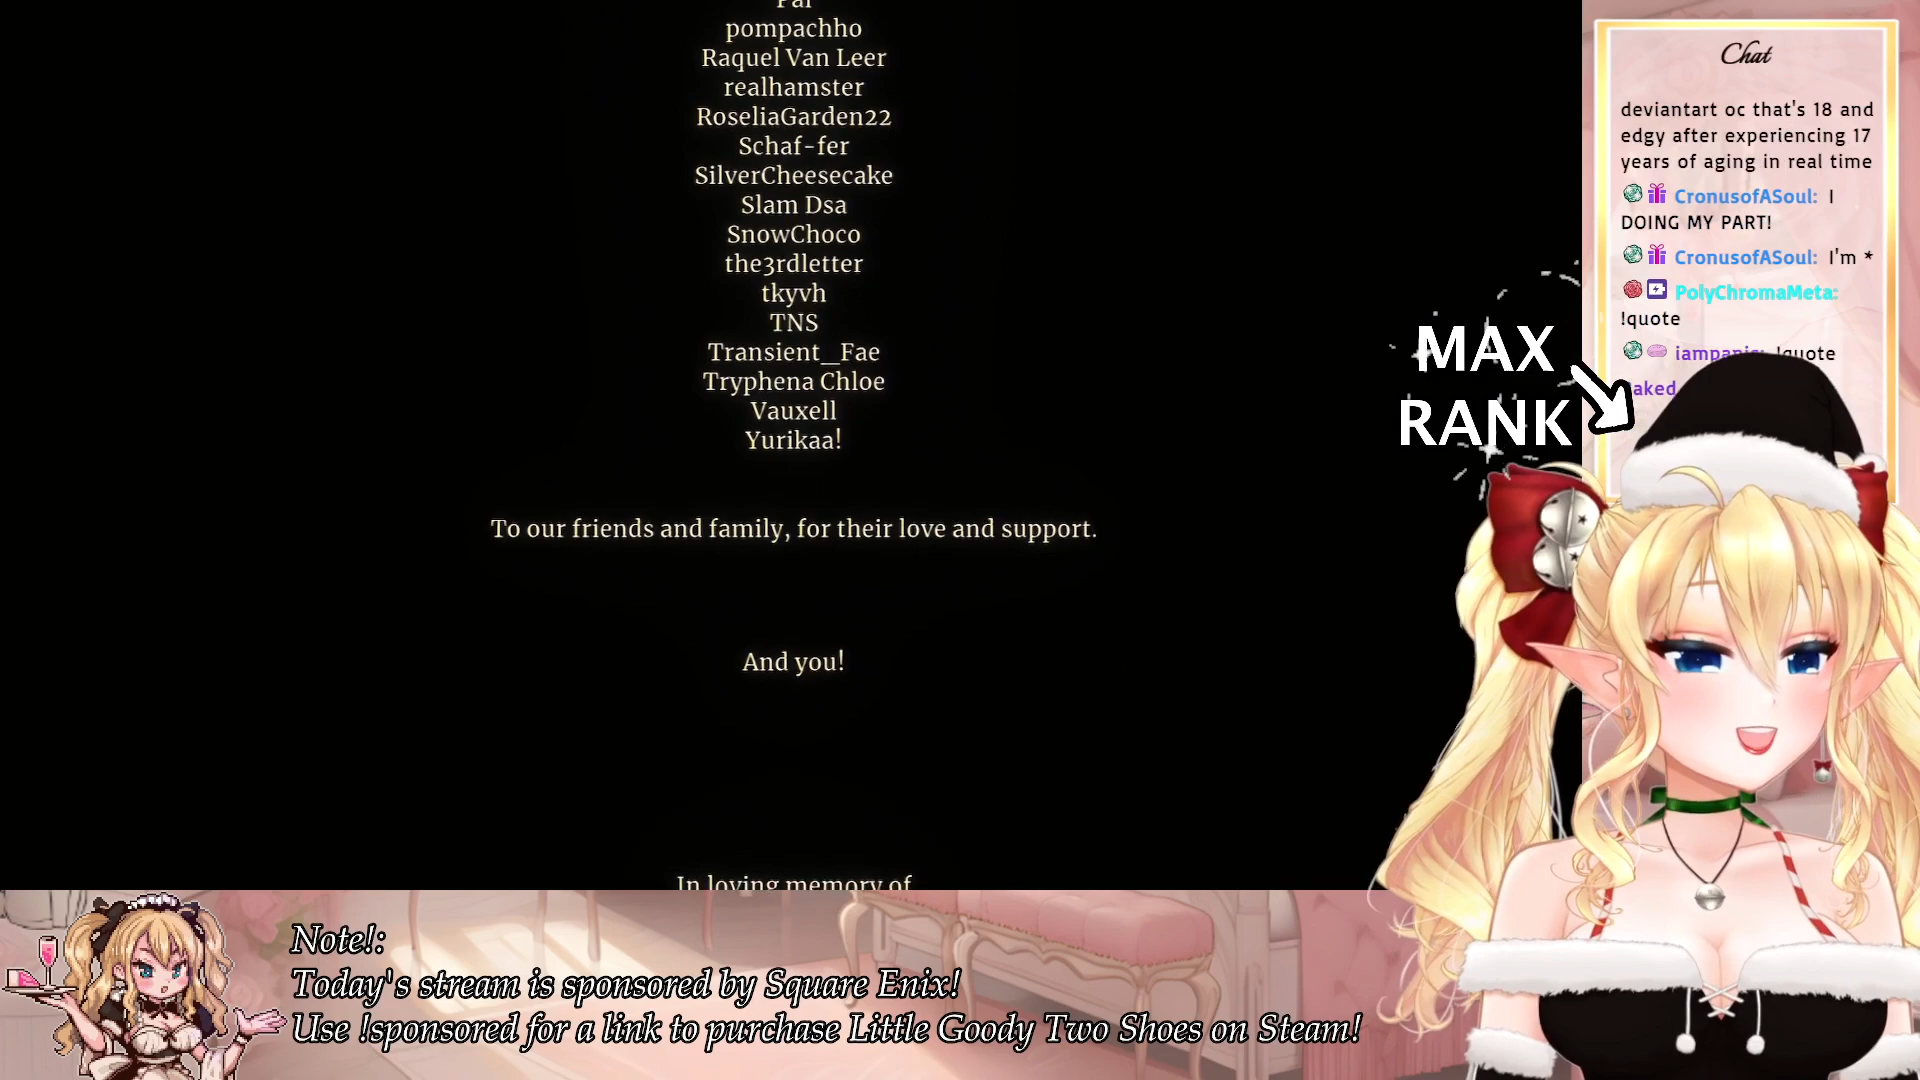 pompachho
Raquel Van Leer
realhamster
RoseliaGarden22
Schaf-fer
SilverCheesecake
Slam Dsa
SnowChoco
the3rdletter
tkyvh
TNS
Transient_Fae
Tryphena Chloe
Vauxell
Yurikaa!
To our friends and family, for their love and support.
And you!
In loving memory of
MAX
RANK
Chat
deviantart oc that's 18 and
edgy after experiencing 17
years of aging in real time
CronusofASoul: I
DOING MY PART!
CronusofASoul: I'm *
PolyChromaMeta:
!quote
iampanic: !quote
Note!:
Today's stream is sponsored by Square Enix!
Use !sponsored for a link to purchase Little Goody Two Shoes on Steam!